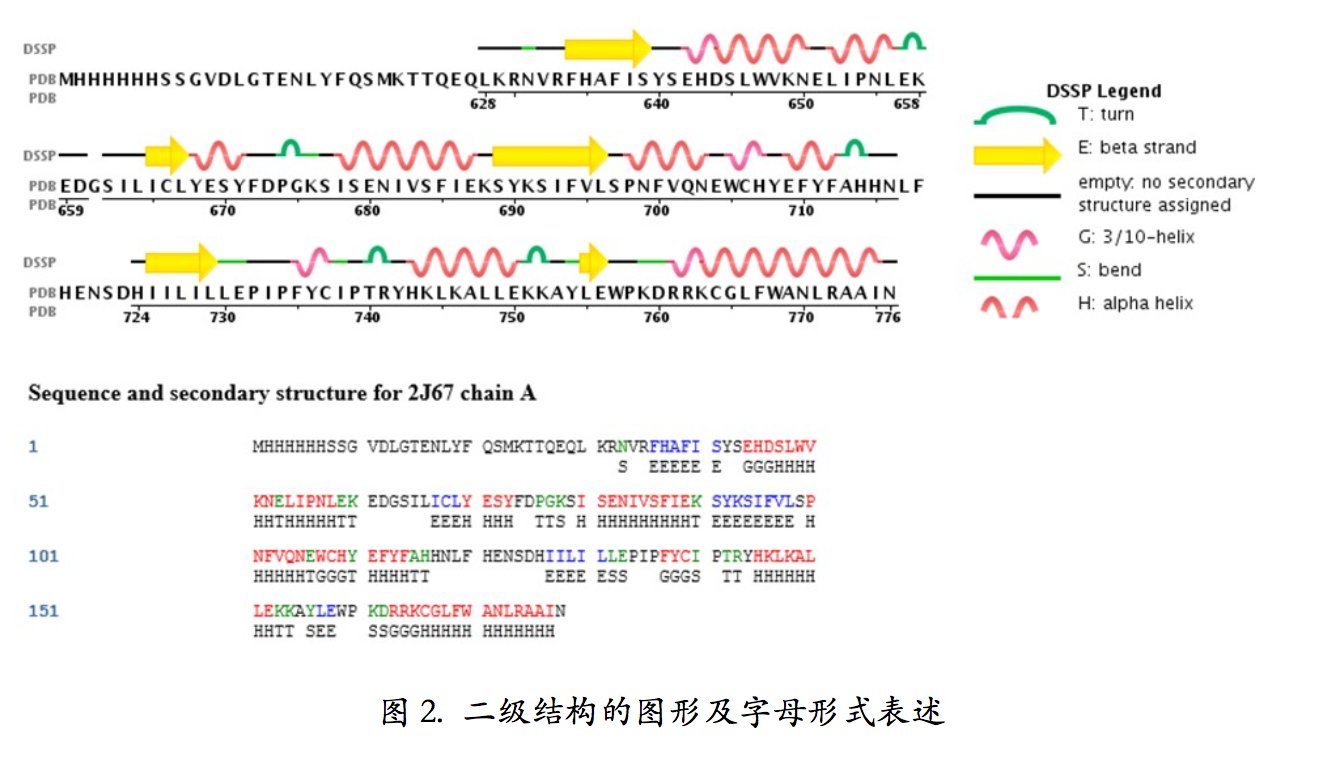 DSSP
PDB MHHHHHHSSGVDLGTENLYFQSMKTTQEQLKRNVRFHAFISYSEHDSLWVKNELIPNLEK
PDB 628 640 650 658
DSSP
PDB EDGSILICLYESYFDPGKSISENIVSFIEKSYKSIFVLSPNFVQNEWCHYEFYFAHHNLF
PDB 659 670 680 690 700 710
DSSP
PDB HENSDHIILILLEPIPFYCIPTRYHKLKALLEKKAYLEWPKDRRKCGLFWANLRAAIN
PDB 724 730 740 750 760 770 776
DSSP Legend
T: turn
E: beta strand
empty: no secondary
structure assigned
G: 3/10-helix
S: bend
H: alpha helix
Sequence and secondary structure for 2J67 chain A
1 MHHHHHHSSG VDLGTENLYF QSMKTTQEQL KRNVRFHAFI SYSEHDSLWV
S EEEEE E GGGHHHH
51 KNELIPNLEK EDGSILICLY ESYFDPGKSI SENIVSFIEK SYKSIFVLSP
HHTHHHHHTT EEEH HHH TTS H HHHHHHHHHT EEEEEEEE H
101 NFVQNEWCHY EFYFAHHNLF HENSDHIILI LLEPIPFYCI PTRYHKLKAL
HHHHHTGGGT HHHHTT EEEE ESS GGGS TT HHHHHH
151 LEKKAYLEWP KDRRKCGLFW ANLRAAIN
HHTT SEE SSGGGHHHHH HHHHHHH
图 2. 二级结构的图形及字母形式表述